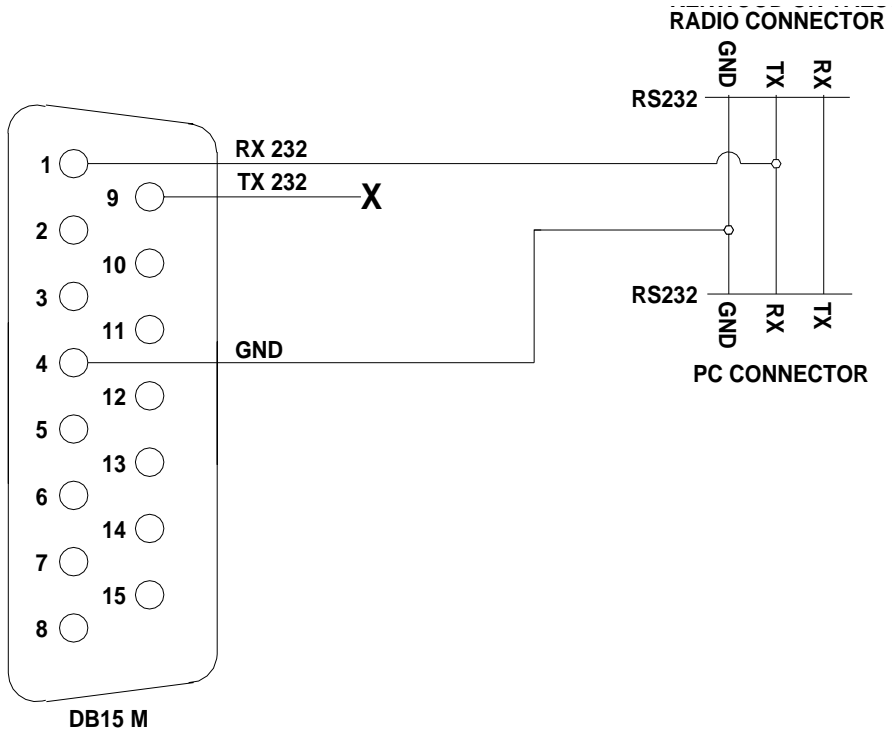 RADIO CONNECTOR
GND
TX
RX
RS232
1
RX 232
9
TX 232
X
2
10
3
RS232
GND
RX
TX
11
4
GND
PC CONNECTOR
12
5
13
6
14
7
15
8
DB15 M